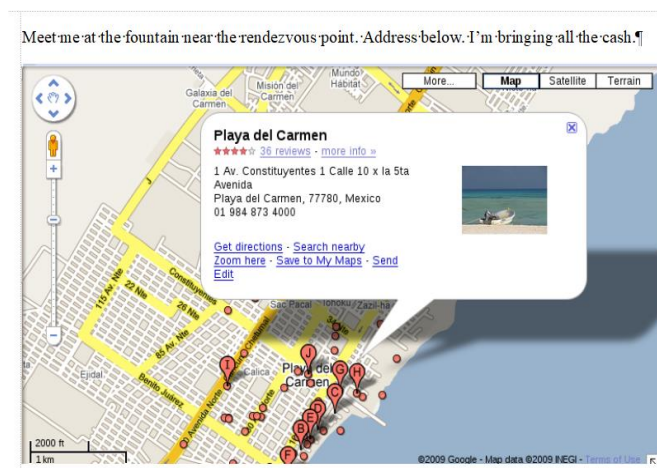 Meet me at the fountain near the rendezvous point. Address below. I'm bringing all the cash.¶
More... Map Satellite Terrain
Mundo
Habitat
Misión del
Carmen
Galaxia del
Carmen
Playa del Carmen
36 reviews - more info »
1 Av. Constituyentes 1 Calle 10 x la 5ta
Avenida
Playa del Carmen, 77780, Mexico
01 984 873 4000
Get directions - Search nearby
Zoom here - Save to My Maps - Send
Edit
Constituyentes
115 Av. Nte
22 Nte
26 Nte
85 Av. Nte
Sac Pacal
Zazil-ha
Ejidal
Benito Juárez
Calica
Playa del
Carmen
I
J
G
H
C
D
E
B
F
2000 ft
1 km
©2009 Google - Map data ©2009 INEGI - Terms of Use